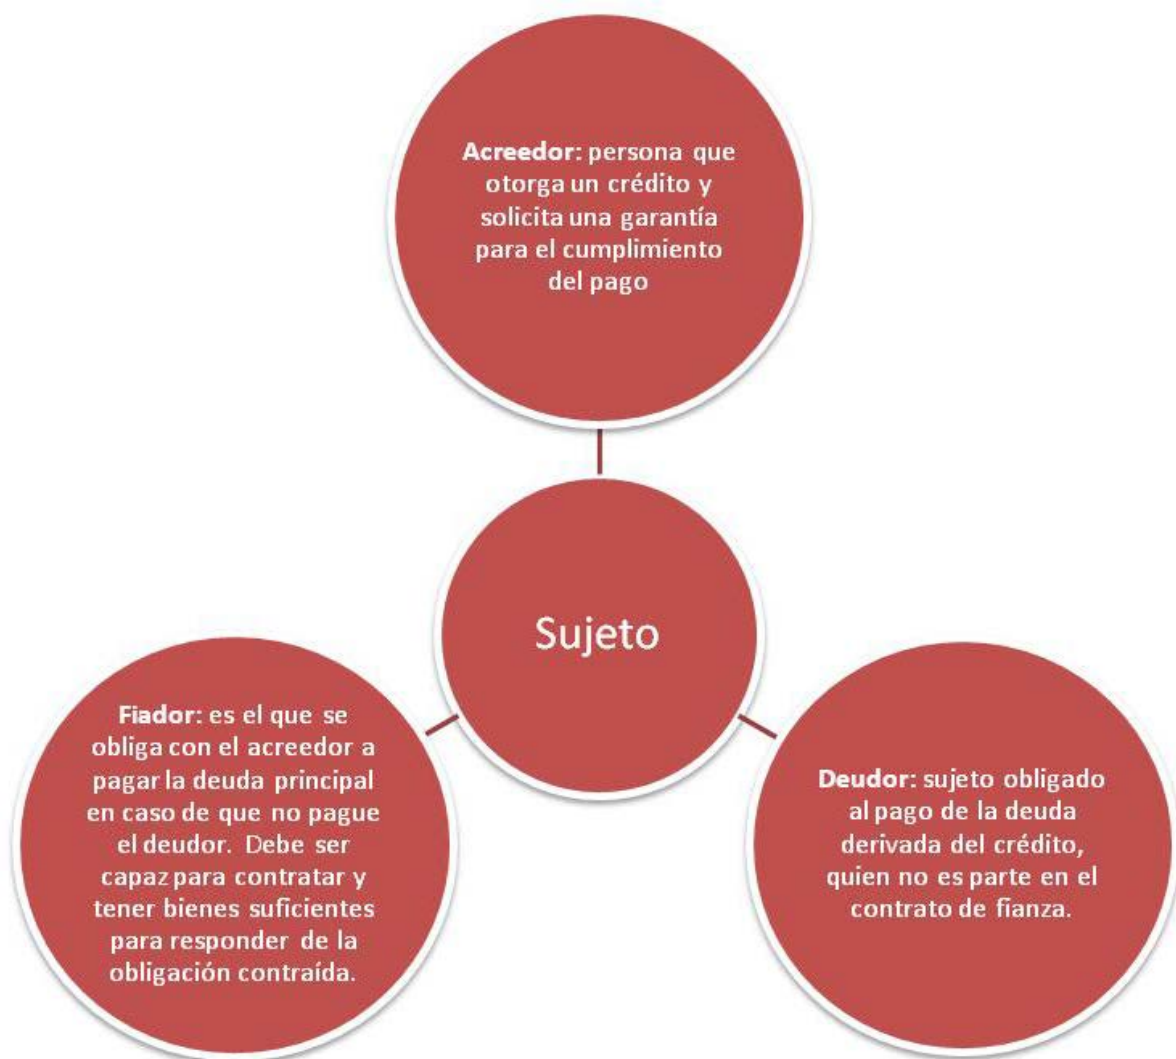 Acreedor: persona que
otorga un crédito y
solicita una garantía
para el cumplimiento
del pago
Sujeto
Fiador: es el que se
obliga con el acreedor a
pagar la deuda principal
en caso de que no pague
el deudor. Debe ser
capaz para contratar y
tener bienes suficientes
para responder de la
obligación contraída.
Deudor: sujeto obligado
al pago de la deuda
derivada del crédito,
quien no es parte en el
contrato de fianza.